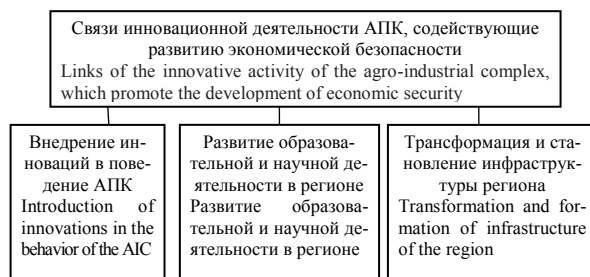 Связи инновационной деятельности АПК, содействующие
развитию экономической безопасности
Links of the innovative activity of the agro-industrial complex,
which promote the development of economic security
Внедрение ин-
новаций в пове-
дение АПК
Introduction of
innovations in the
behavior of the AIC
Развитие образова-
тельной и научной де-
ятельности в регионе
Развитие образова-
тельной и научной де-
ятельности в регионе
Трансформация и ста-
новление инфраструк-
туры региона
Transformation and for-
mation of infrastructure
of the region